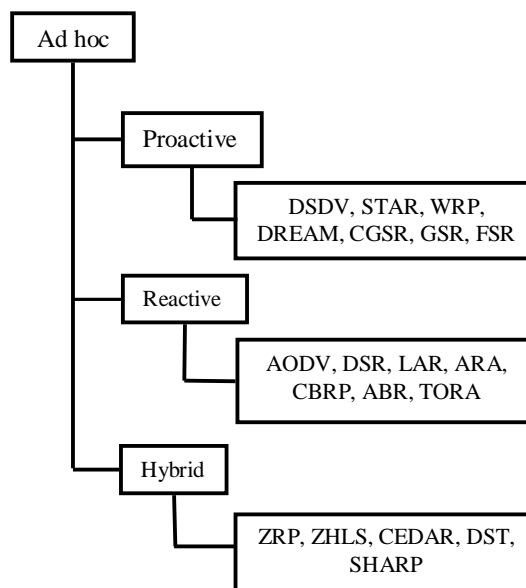 Ad hoc
Proactive
DSDV, STAR, WRP,
DREAM, CGSR, GSR, FSR
Reactive
AODV, DSR, LAR, ARA,
CBRP, ABR, TORA
Hybrid
ZRP, ZHLS, CEDAR, DST,
SHARP